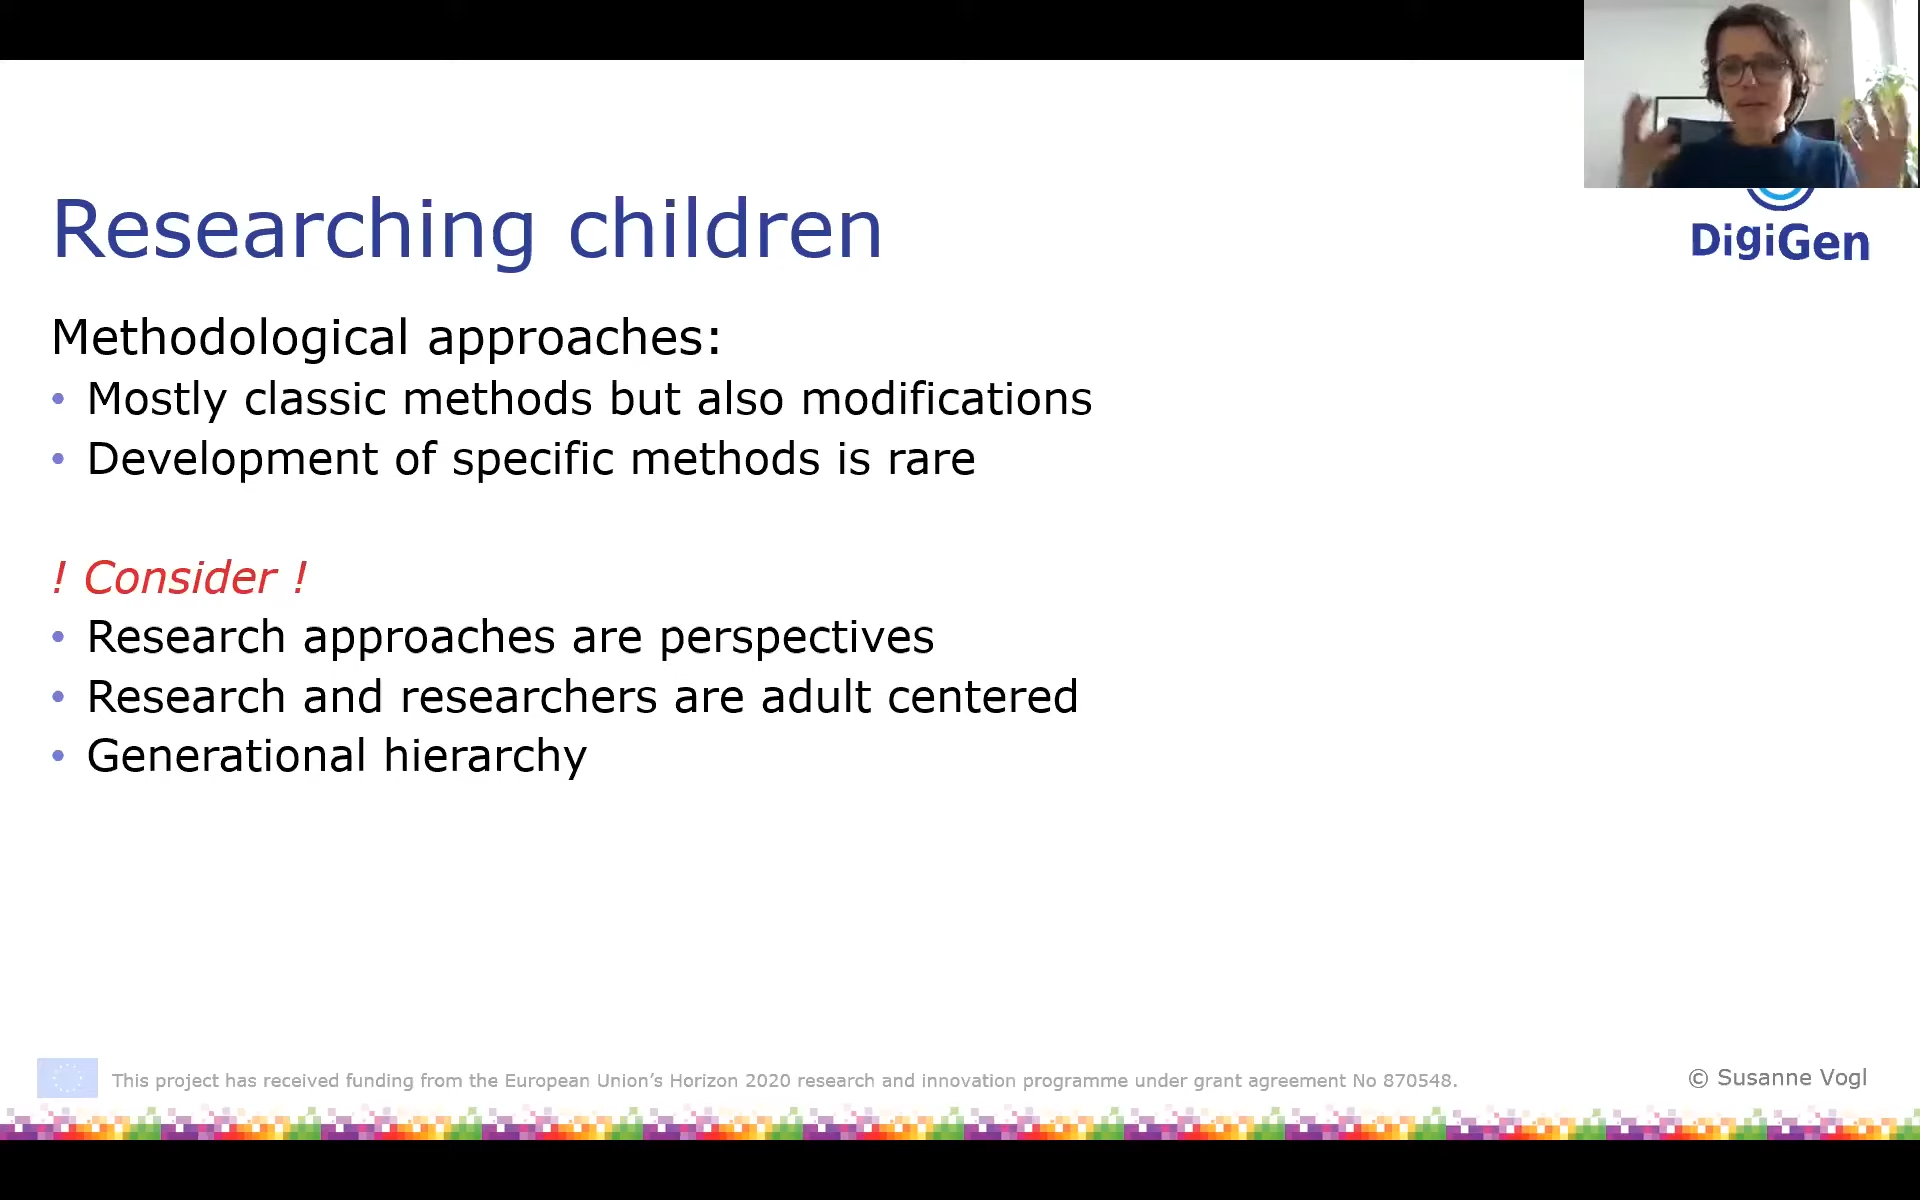 Researching children
DigiGen
Methodological approaches:
• Mostly classic methods but also modifications
• Development of specific methods is rare
! Consider !
• Research approaches are perspectives
• Research and researchers are adult centered
• Generational hierarchy
This project has received funding from the European Union’s Horizon 2020 research and innovation programme under grant agreement No 870548.
© Susanne Vogl